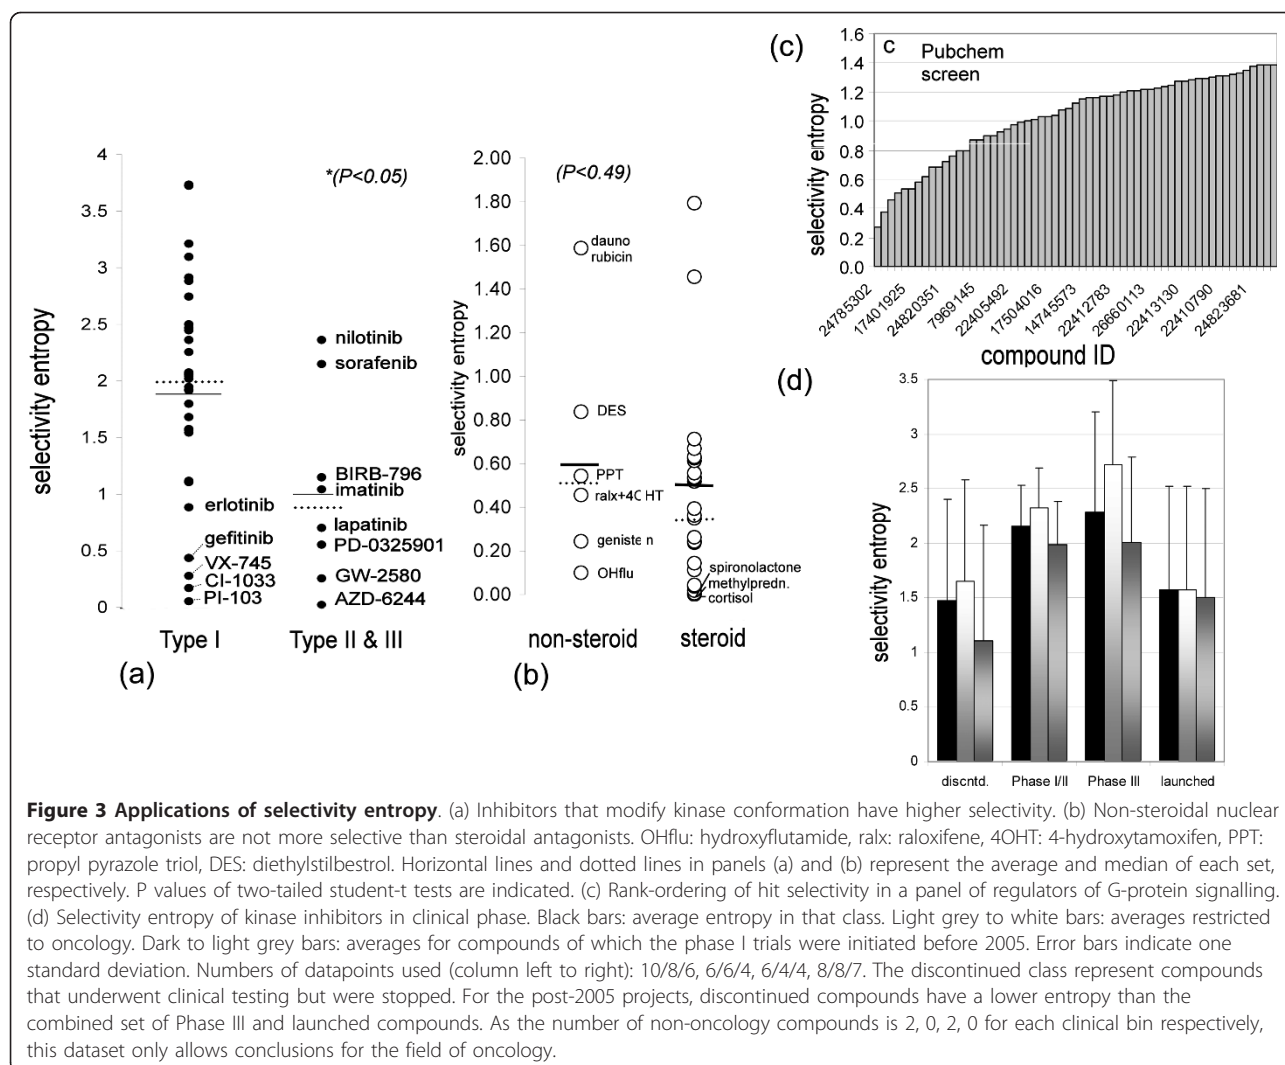 (a)
selectivity entropy
4
3.5
3
2.5
2
1.5
1
0.5
0
*(P<0.05)
nilotinib
sorafenib
BIRB-796
imatinib
erlotinib
lapatinib
gefitinib
PD-0325901
VX-745
CI-1033
GW-2580
PI-103
AZD-6244
Type I
Type II & III
(b)
selectivity entropy
2.00
1.80
1.60
1.40
1.20
1.00
0.80
0.60
0.40
0.20
0.00
(P<0.49)
dauno
rubicin
DES
PPT
ralx+4OHT
genistein
OHflu
spironolactone
methylpredn.
cortisol
non-steroid
steroid
(c)
selectivity entropy
1.6
1.4
1.2
1.0
0.8
0.6
0.4
0.2
0.0
c
Pubchem
screen
24785302
17401925
24820351
7969145
22405492
17504016
14745573
22412783
26660113
22413130
22410790
24823681
compound ID
(d)
selectivity entropy
3.5
3
2.5
2
1.5
1
0.5
0
discntd.
Phase I/II
Phase III
launched
Figure 3 Applications of selectivity entropy. (a) Inhibitors that modify kinase conformation have higher selectivity. (b) Non-steroidal nuclear
receptor antagonists are not more selective than steroidal antagonists. OHflu: hydroxyflutamide, ralx: raloxifene, 4OHT: 4-hydroxytamoxifen, PPT:
propyl pyrazole triol, DES: diethylstilbestrol. Horizontal lines and dotted lines in panels (a) and (b) represent the average and median of each set,
respectively. P values of two-tailed student-t tests are indicated. (c) Rank-ordering of hit selectivity in a panel of regulators of G-protein signalling.
(d) Selectivity entropy of kinase inhibitors in clinical phase. Black bars: average entropy in that class. Light grey to white bars: averages restricted
to oncology. Dark to light grey bars: averages for compounds of which the phase I trials were initiated before 2005. Error bars indicate one
standard deviation. Numbers of datapoints used (column left to right): 10/8/6, 6/6/4, 6/4/4, 8/8/7. The discontinued class represent compounds
that underwent clinical testing but were stopped. For the post-2005 projects, discontinued compounds have a lower entropy than the
combined set of Phase III and launched compounds. As the number of non-oncology compounds is 2, 0, 2, 0 for each clinical bin respectively,
this dataset only allows conclusions for the field of oncology.